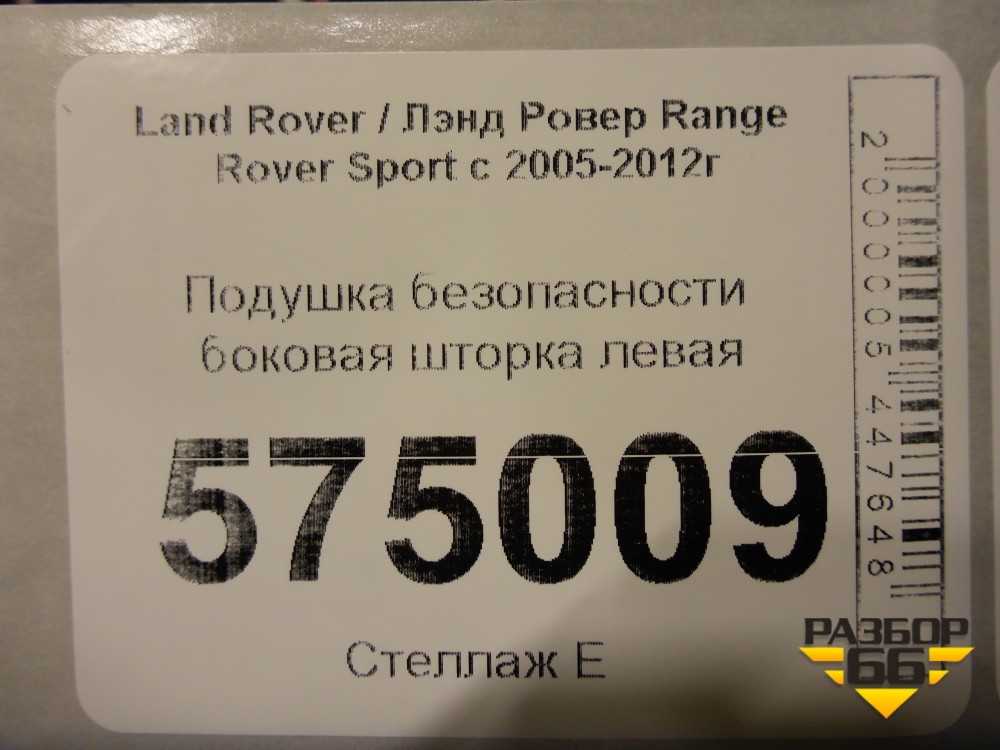 Land Rover / Лэнд Ровер Range
Rover Sport с 2005-2012г
Подушка безопасности
боковая шторка левая
575009
Стеллаж Е
2000005447648
РАЗБОР
66